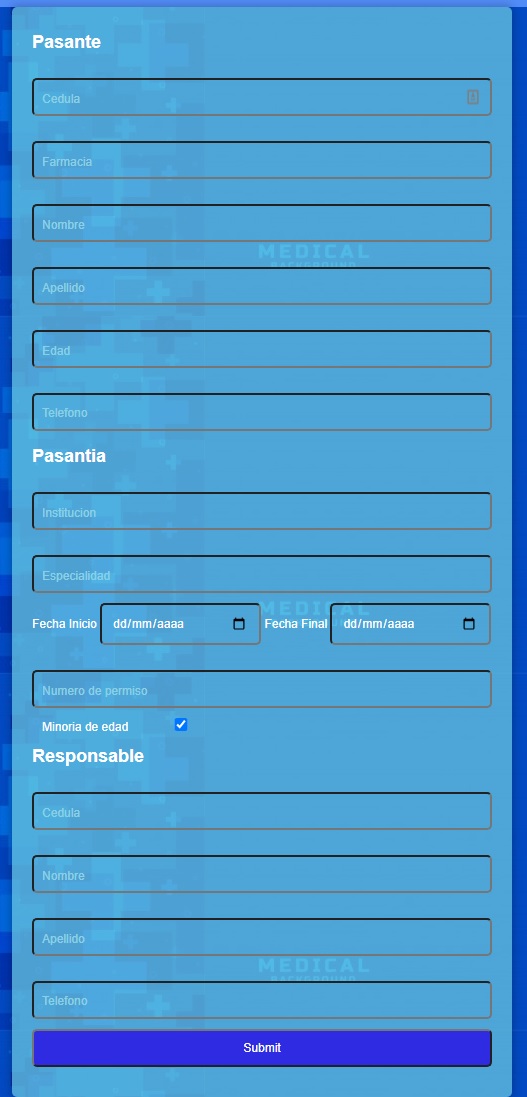 Pasante
Cedula
Farmacia
Nombre
MEDICAL
BACKGROUND
Apellido
Edad
Telefono
Pasantia
Institucion
Especialidad
MEDICAL
Fecha Inicio dd/mm/aaaa Fecha Final dd/mm/aaaa
Numero de permiso
Minoria de edad
Responsable
Cedula
Nombre
Apellido
MEDICAL
BACKGROUND
Telefono
Submit